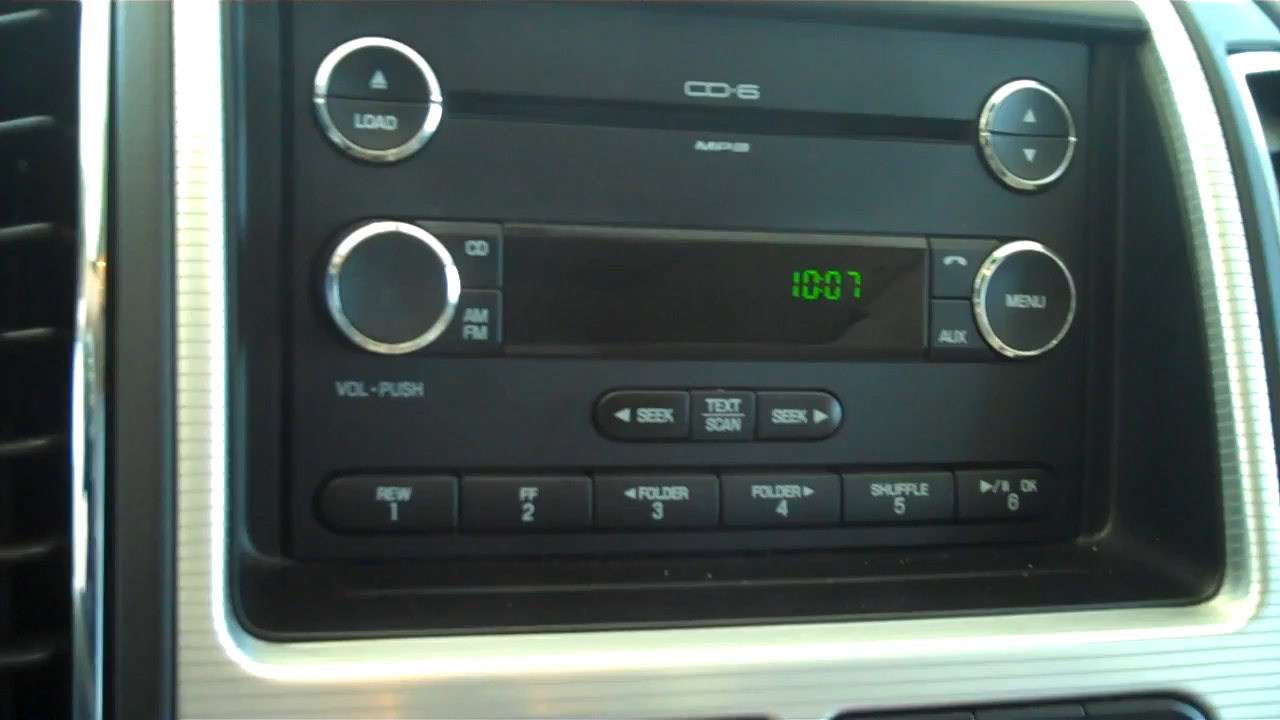 CD-6
LOAD
MP3
CD
10:07
MENU
AM
FM
AUX
VOL - PUSH
SEEK
TEXT
SCAN
SEEK
REW
1
FF
2
FOLDER
3
FOLDER
4
SHUFFLE
5
OK
6